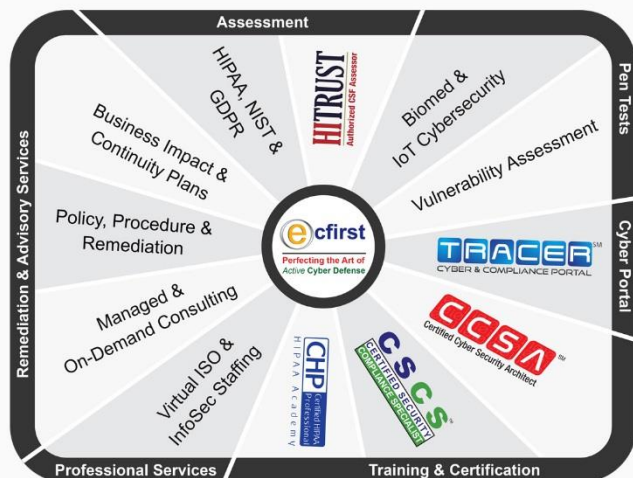 Assessment
HIPAA, NIST &
GDPR
HITRUST
Authorized CSF Assessor
Biomed &
IoT Cybersecurity
Pen Tests
Vulnerability Assessment
Business Impact &
Continuity Plans
Remediation & Advisory Services
Policy, Procedure &
Remediation
ecfirst
Perfecting the Art of
Active Cyber Defense
TRACER SM
CYBER & COMPLIANCE PORTAL
Cyber Portal
Managed &
On-Demand Consulting
CCSA TM
Certified Cyber Security Architect
Virtual ISO &
InfoSec Staffing
CHP
Certified HIPAA
Professional
HIPAA Academy
CSCS TM
CERTIFIED SECURITY
COMPLIANCE SPECIALIST
Professional Services
Training & Certification